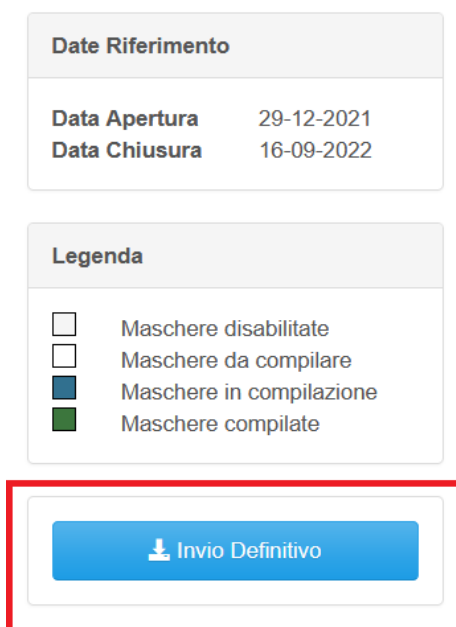 Date Riferimento
Data Apertura 29-12-2021
Data Chiusura 16-09-2022
Legenda
Maschere disabilitate
Maschere da compilare
Maschere in compilazione
Maschere compilate
Invio Definitivo